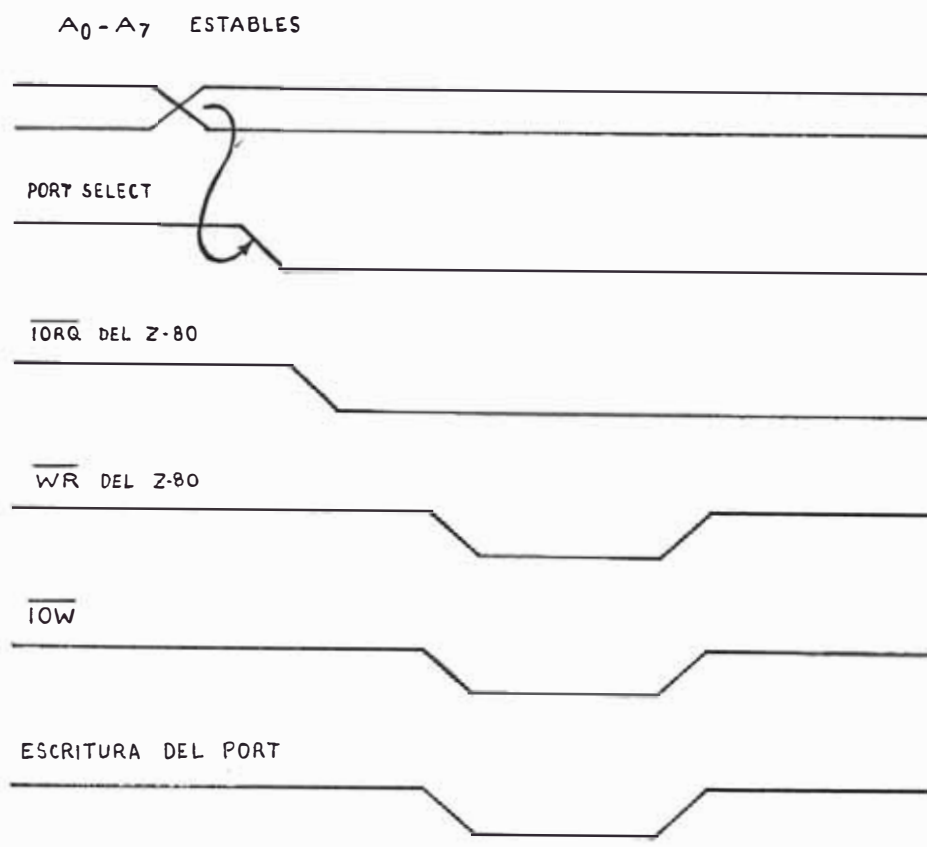 A0-A7 ESTABLES
PORT SELECT
IORQ DEL Z-80
WR DEL Z-80
IOW
ESCRITURA DEL PORT